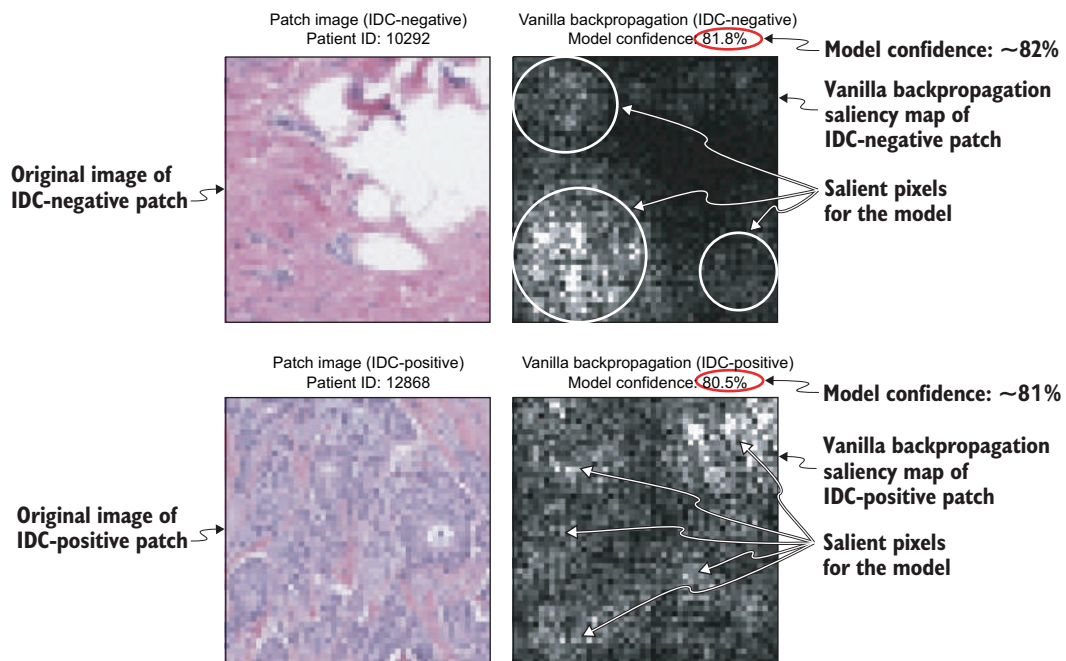 Patch image (IDC-negative)
Patient ID: 10292
Vanilla backpropagation (IDC-negative)
Model confidence: 81.8%
Model confidence: ~82%
Vanilla backpropagation
saliency map of
IDC-negative patch
Original image of
IDC-negative patch
Salient pixels
for the model
Patch image (IDC-positive)
Patient ID: 12868
Vanilla backpropagation (IDC-positive)
Model confidence: 80.5%
Model confidence: ~81%
Vanilla backpropagation
saliency map of
IDC-positive patch
Original image of
IDC-positive patch
Salient pixels
for the model